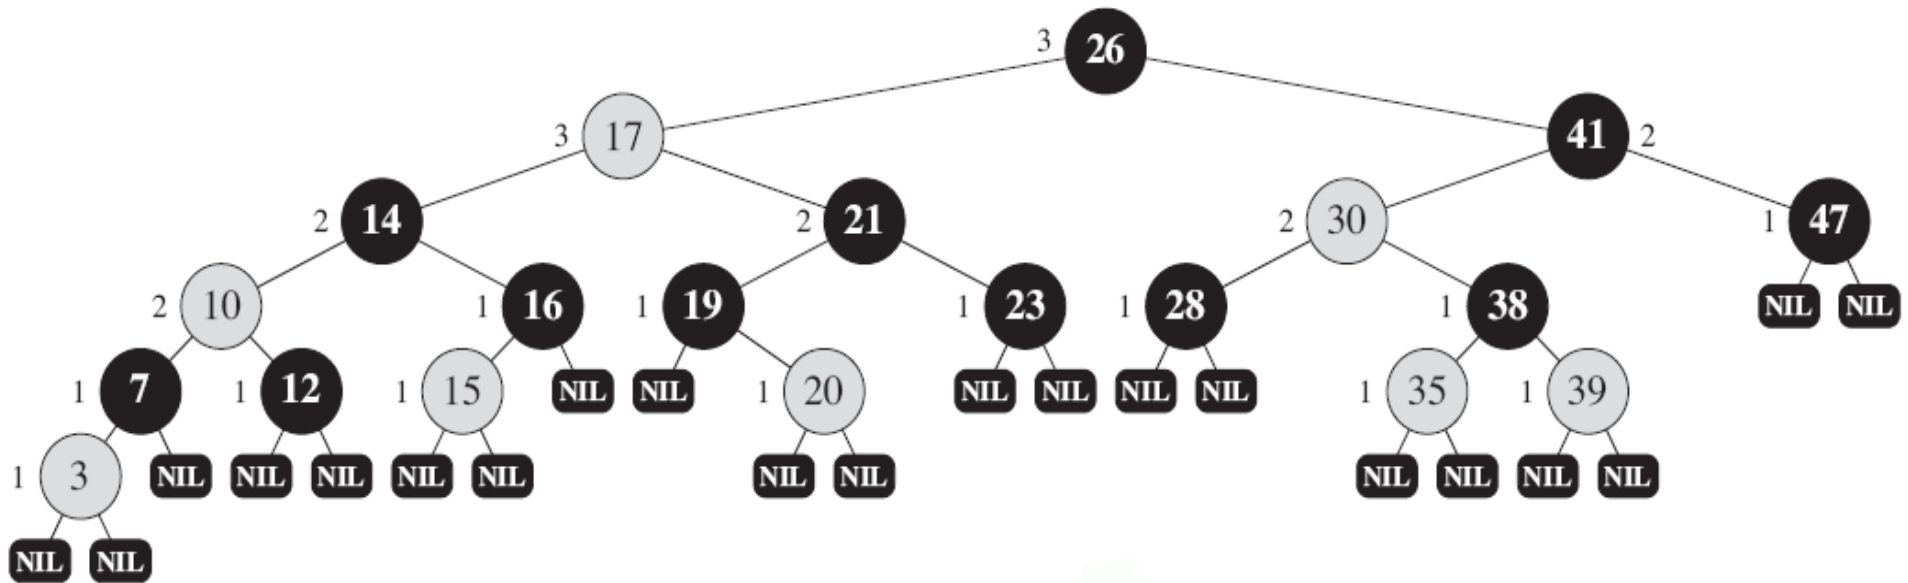 3 26
3 17 41 2
2 14 2 21 2 30 1 47
2 10 1 16 1 19 1 23 1 28 1 38 NIL NIL
1 7 1 12 1 15 NIL NIL 1 20 NIL NIL NIL NIL 1 35 1 39
1 3 NIL NIL NIL NIL NIL NIL NIL NIL NIL NIL NIL
NIL NIL